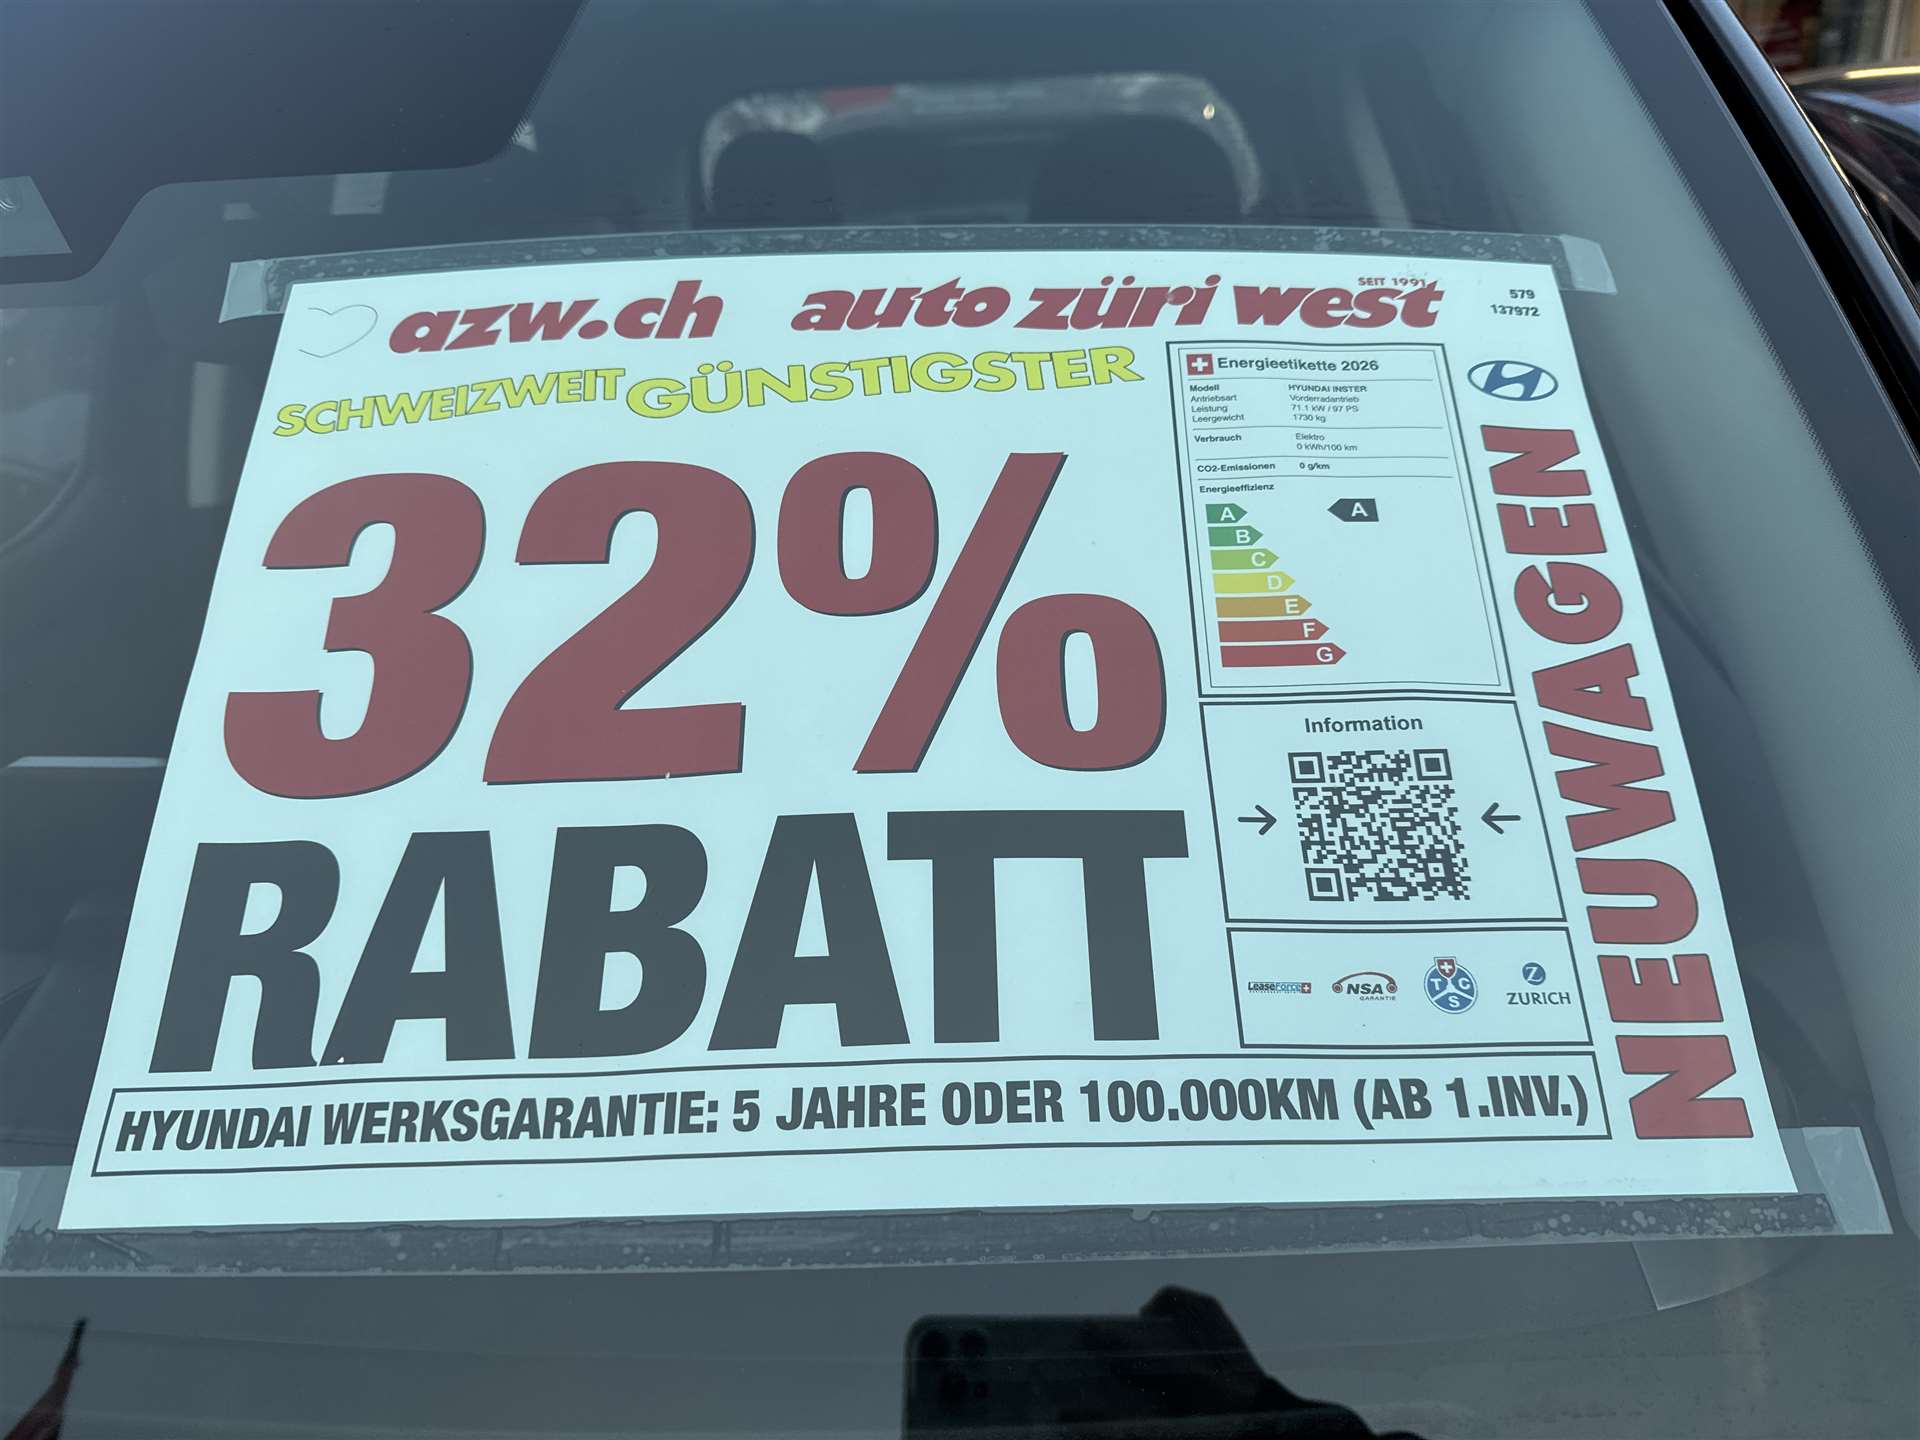 azw.ch auto züri west SEIT 1991
579
137972
SCHWEIZWEIT GÜNSTIGSTER
32%
RABATT
Energieetikette 2026
Modell HYUNDAI INSTER
Antriebsart Vorderradantrieb
Leistung 71.1 kW / 97 PS
Leergewicht 1730 kg
Verbrauch Elektro
0 kWh/100 km
CO2-Emissionen 0 g/km
Energieeffizienz
A A
B
C
D
E
F
G
Information
LeaseForce
NSA
GARANTIE
TCS
Z
ZURICH
NEUWAGEN
HYUNDAI WERKSGARANTIE: 5 JAHRE ODER 100.000KM (AB 1.INV.)